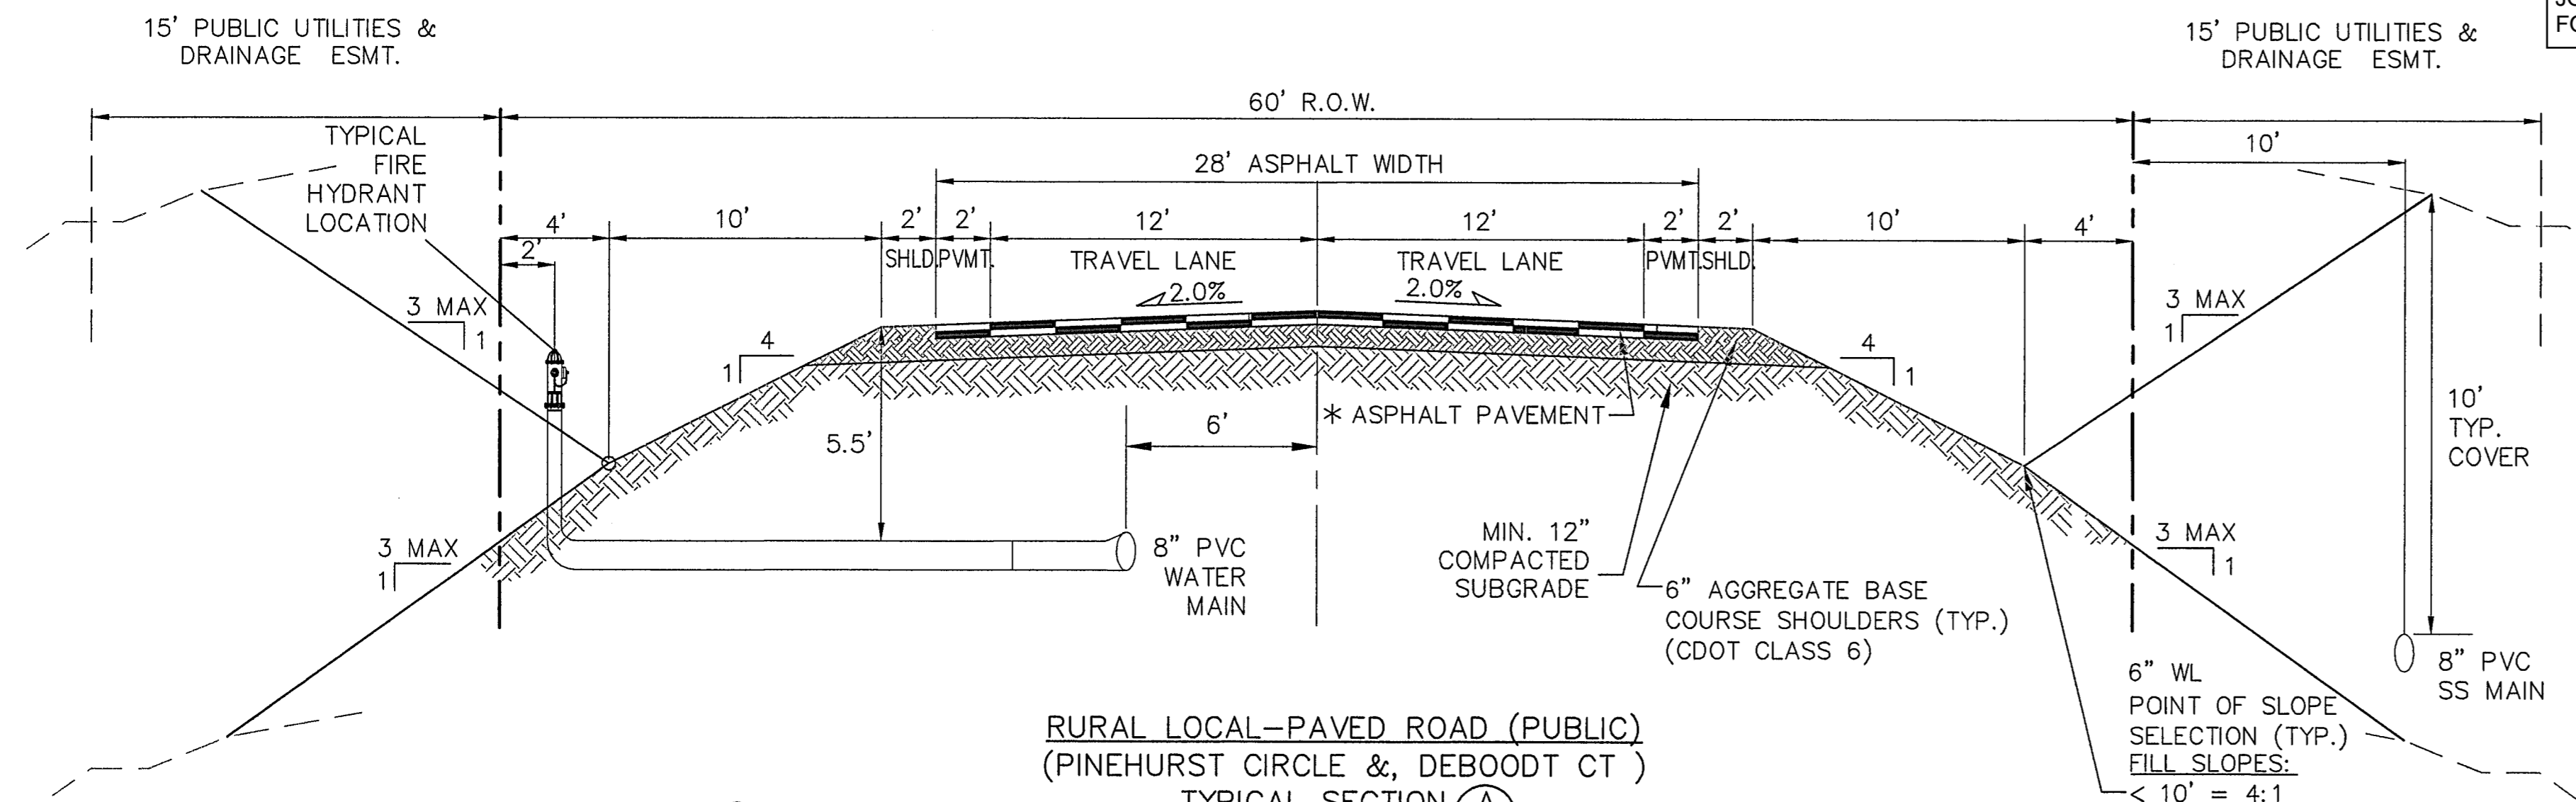 15' PUBLIC UTILITIES &
DRAINAGE ESMT.
15' PUBLIC UTILITIES &
DRAINAGE ESMT.
60' R.O.W.
TYPICAL
FIRE
HYDRANT
LOCATION
28' ASPHALT WIDTH
10'
4'
10'
2'
2'
12'
12'
2'
2'
10'
4'
2'
SHLD.
PVMT.
TRAVEL LANE
TRAVEL LANE
PVMT.
SHLD.
2.0%
2.0%
3 MAX
1
3 MAX
1
4
1
4
1
* ASPHALT PAVEMENT
6'
5.5'
10'
TYP.
COVER
3 MAX
1
3 MAX
1
8" PVC
WATER
MAIN
MIN. 12"
COMPACTED
SUBGRADE
6" AGGREGATE BASE
COURSE SHOULDERS (TYP.)
(CDOT CLASS 6)
8" PVC
SS MAIN
6" WL
POINT OF SLOPE
SELECTION (TYP.)
FILL SLOPES:
< 10' = 4:1
RURAL LOCAL-PAVED ROAD (PUBLIC)
(PINEHURST CIRCLE &, DEBOODT CT )
TYPICAL SECTION A